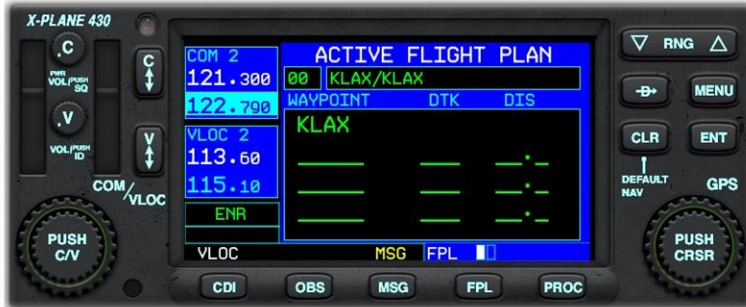 X-PLANE 430
.C
PWR
VOL/PUSH
SQ
C
.V
VOL/PUSH
ID
V
COM/VLOC
PUSH
C/V
COM 2
121.300
122.790
VLOC 2
113.60
115.10
ENR
ACTIVE FLIGHT PLAN
00 KLAX/KLAX
WAYPOINT DTK DIS
KLAX
VLOC MSG FPL
CDI OBS MSG FPL PROC
RNG
D
MENU
CLR ENT
DEFAULT
NAV
GPS
PUSH
CRSR